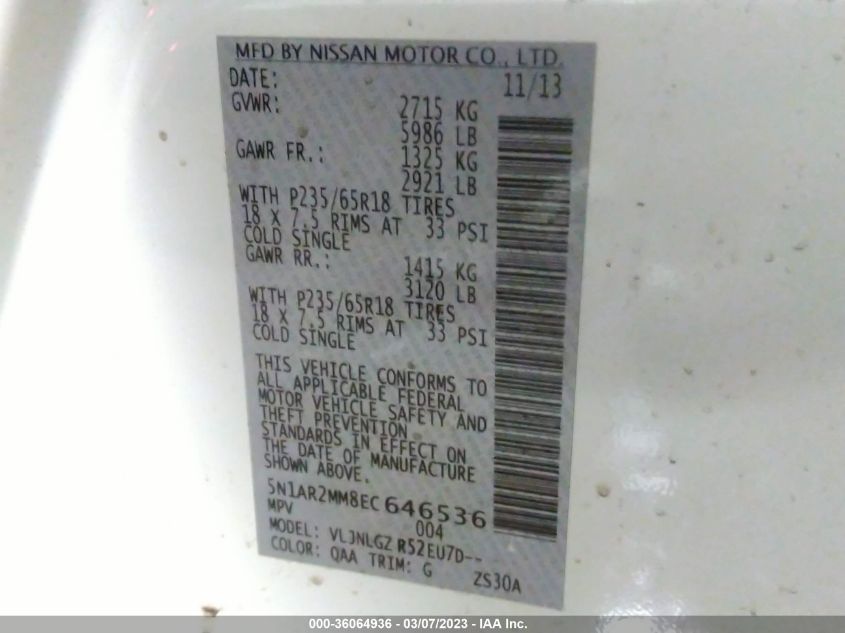 MFD BY NISSAN MOTOR CO., LTD.
DATE: 11/13
GVWR: 2715 KG
5986 LB
GAWR FR.: 1325 KG
2921 LB
WITH P235/65R18 TIRES
18 X 7.5 RIMS AT 33 PSI
COLD SINGLE
GAWR RR.: 1415 KG
3120 LB
WITH P235/65R18 TIRES
18 X 7.5 RIMS AT 33 PSI
COLD SINGLE
THIS VEHICLE CONFORMS TO
ALL APPLICABLE FEDERAL
MOTOR VEHICLE SAFETY AND
THEFT PREVENTION
STANDARDS IN EFFECT ON
THE DATE OF MANUFACTURE
SHOWN ABOVE.
5N1AR2MM8EC646536
MPV 004
MODEL: VLJNLGZ R52EU7D--
COLOR: QAA TRIM: G ZS30A
000-36064936 - 03/07/2023 - IAA Inc.